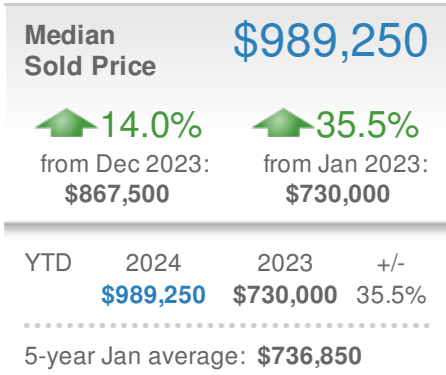 Median $989,250
Sold Price
14.0% 35.5%
from Dec 2023: from Jan 2023:
$867,500 $730,000
YTD 2024 2023 +/-
$989,250 $730,000 35.5%
5-year Jan average: $736,850